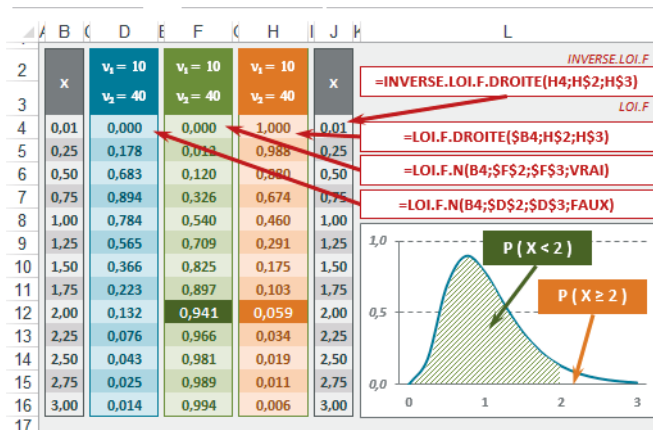 A B C D E F G H I J K L
2 x ν₁ = 10 ν₁ = 10 ν₁ = 10 x INVERSE.LOI.F
=INVERSE.LOI.F.DROITE(H4;H$2;H$3)
3 ν₂ = 40 ν₂ = 40 ν₂ = 40 LOI.F
4 0,01 0,000 0,000 1,000 0,01 =LOI.F.DROITE($B4;H$2;H$3)
5 0,25 0,178 0,012 0,988 0,25
6 0,50 0,683 0,120 0,880 0,50 =LOI.F.N(B4;$F$2;$F$3;VRAI)
7 0,75 0,894 0,326 0,674 0,75
8 1,00 0,784 0,540 0,460 1,00 =LOI.F.N(B4;$D$2;$D$3;FAUX)
9 1,25 0,565 0,709 0,291 1,25
10 1,50 0,366 0,825 0,175 1,50
11 1,75 0,223 0,897 0,103 1,75
12 2,00 0,132 0,941 0,059 2,00
13 2,25 0,076 0,966 0,034 2,25
14 2,50 0,043 0,981 0,019 2,50
15 2,75 0,025 0,989 0,011 2,75
16 3,00 0,014 0,994 0,006 3,00
17
1,0
P ( X < 2 )
P ( X ≥ 2 )
0,5
0,0
0 1 2 3